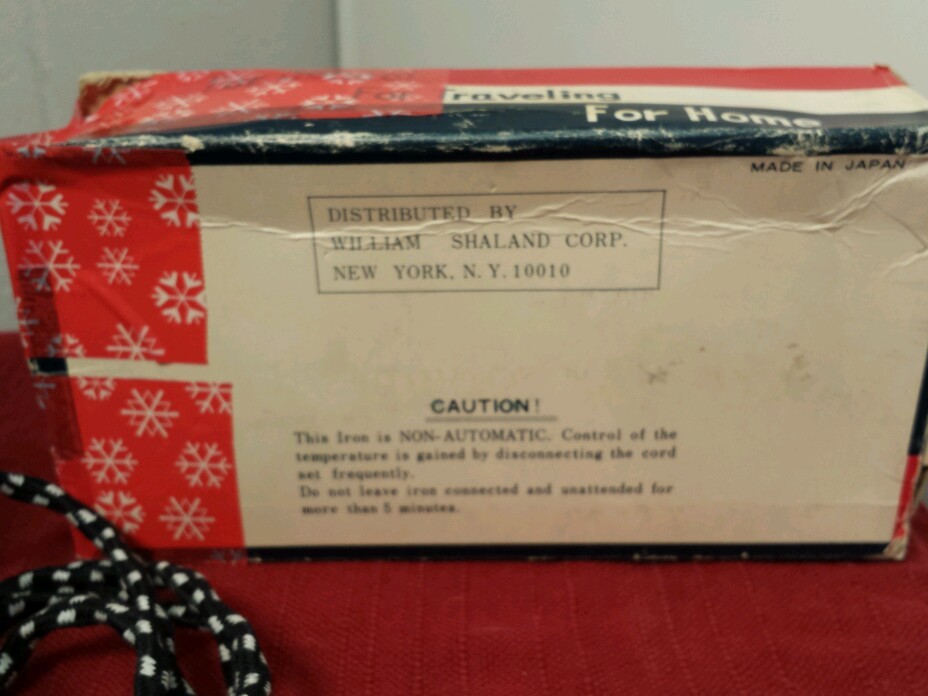 For Traveling
For Home
MADE IN JAPAN
DISTRIBUTED BY
WILLIAM SHALAND CORP.
NEW YORK, N.Y. 10010
CAUTION!
This Iron is NON-AUTOMATIC. Control of the
temperature is gained by disconnecting the cord
set frequently.
Do not leave iron connected and unattended for
more than 5 minutes.